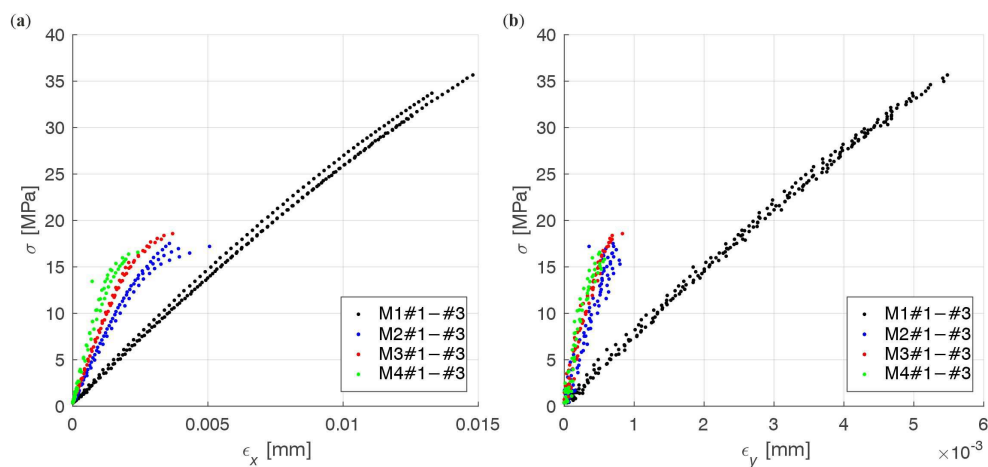 (a)
40
35
30
25
20
15
10
5
0
σ [MPa]
0 0.005 0.01 0.015
ϵx [mm]
M1#1−#3
M2#1−#3
M3#1−#3
M4#1−#3
(b)
40
35
30
25
20
15
10
5
0
σ [MPa]
0 1 2 3 4 5 6
ϵy [mm]
×10-3
M1#1−#3
M2#1−#3
M3#1−#3
M4#1−#3